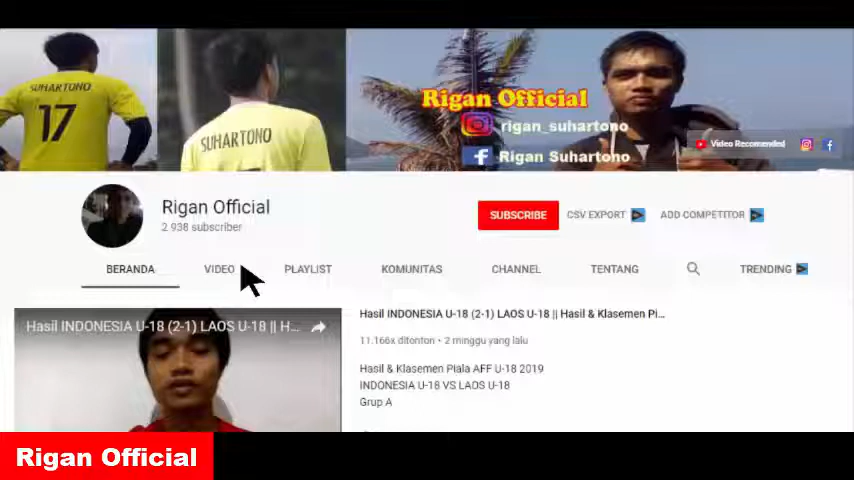 SUHARTONO
17
SUHARTONO
Rigan Official
rigan_suhartono
Rigan Suhartono
Video Recomended
Rigan Official
2 938 subscriber
SUBSCRIBE
CSV EXPORT
ADD COMPETITOR
BERANDA
VIDEO
PLAYLIST
KOMUNITAS
CHANNEL
TENTANG
TRENDING
Hasil INDONESIA U-18 (2-1) LAOS U-18 || H...
Hasil INDONESIA U-18 (2-1) LAOS U-18 || Hasil & Klasemen Pi...
11.166x ditonton • 2 minggu yang lalu
Hasil & Klasemen Piala AFF U-18 2019
INDONESIA U-18 VS LAOS U-18
Grup A
Rigan Official